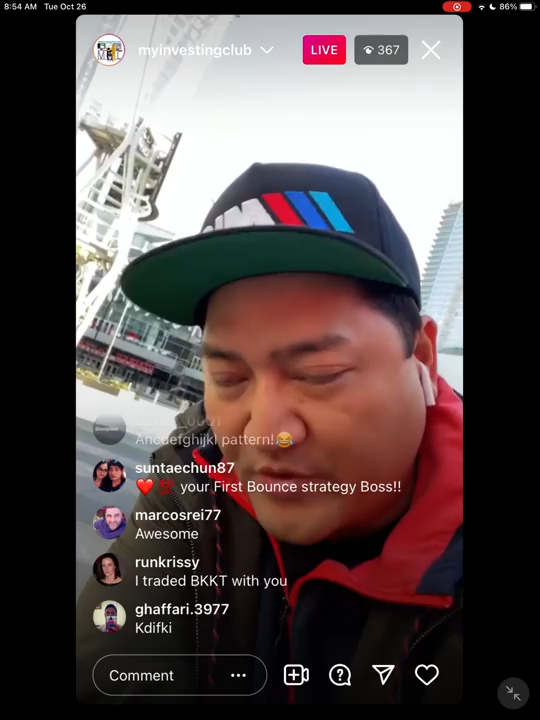 8:54 AM Tue Oct 26
86%
myinvestingclub
LIVE
367
Ancdefghijkl pattern!😂
suntaechun87
❤️ 💯 your First Bounce strategy Boss!!
marcosrei77
Awesome
runkrissy
I traded BKKT with you
ghaffari.3977
Kdifki
Comment